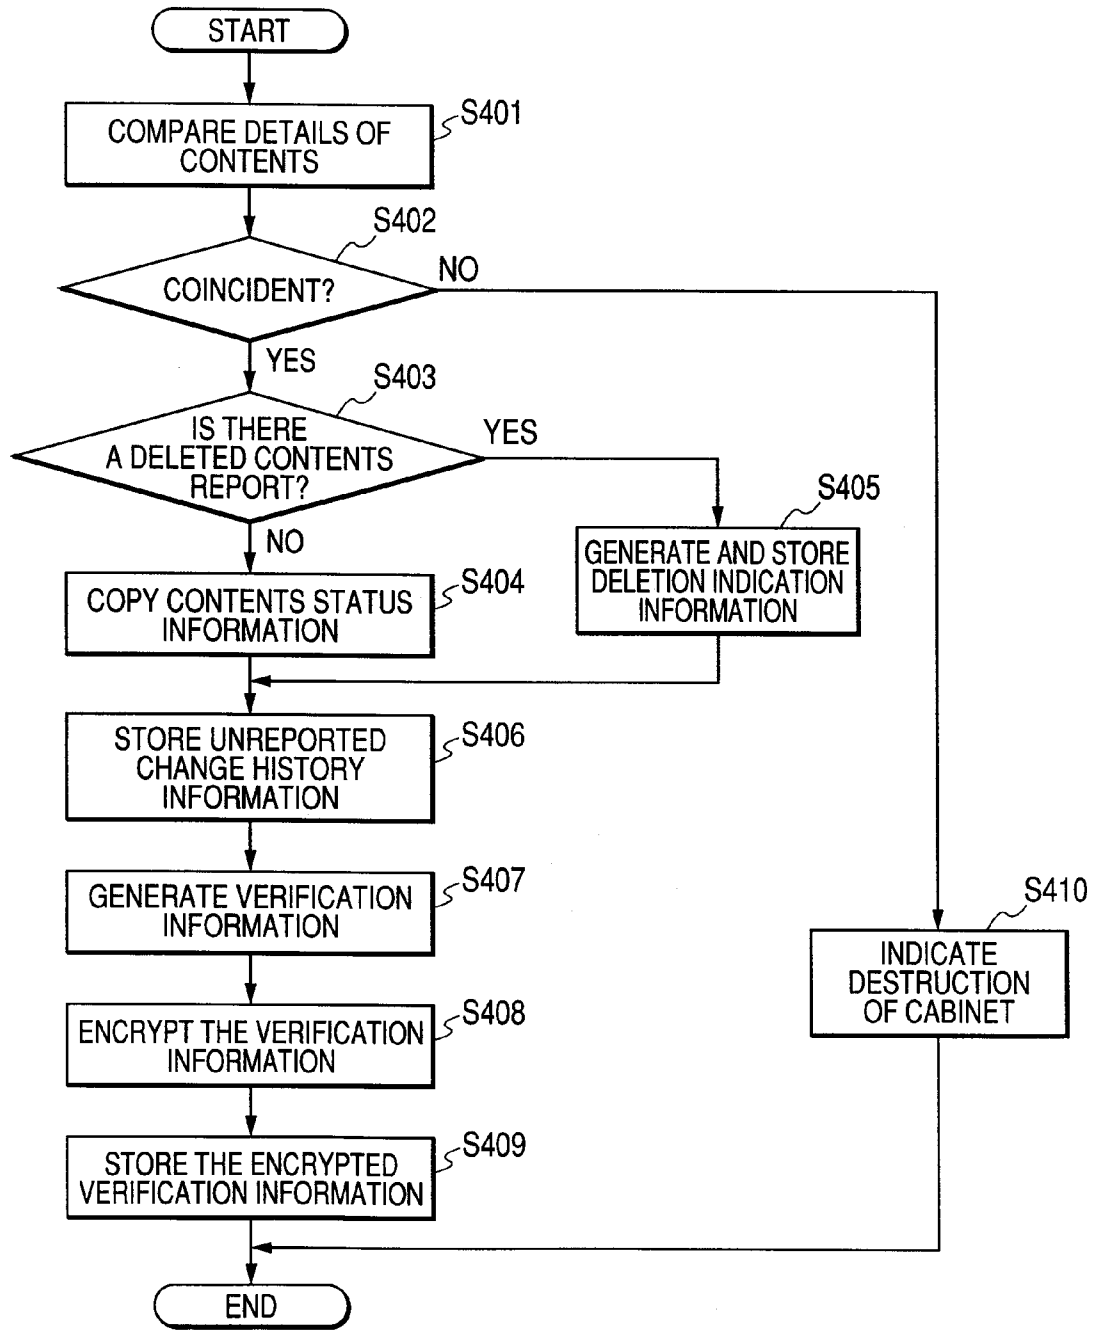 START
S401
COMPARE DETAILS OF
CONTENTS
S402
COINCIDENT?
NO
YES
S403
IS THERE
A DELETED CONTENTS
REPORT?
YES
NO
S405
GENERATE AND STORE
DELETION INDICATION
INFORMATION
S404
COPY CONTENTS STATUS
INFORMATION
S406
STORE UNREPORTED
CHANGE HISTORY
INFORMATION
S407
GENERATE VERIFICATION
INFORMATION
S410
INDICATE
DESTRUCTION
OF CABINET
S408
ENCRYPT THE VERIFICATION
INFORMATION
S409
STORE THE ENCRYPTED
VERIFICATION INFORMATION
END